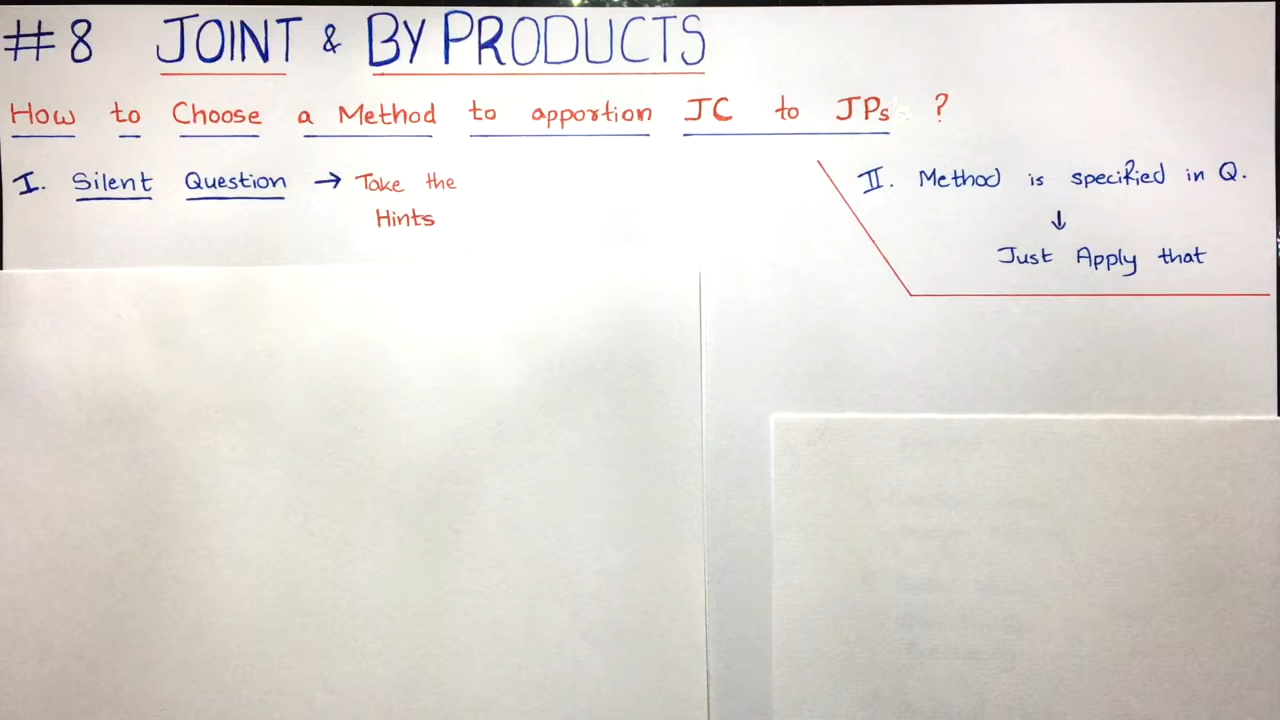 #8 JOINT & BY PRODUCTS
How to Choose a Method to apportion JC to JPs ?
I. Silent Question → Take the
Hints
II. Method is specified in Q.
↓
Just Apply that